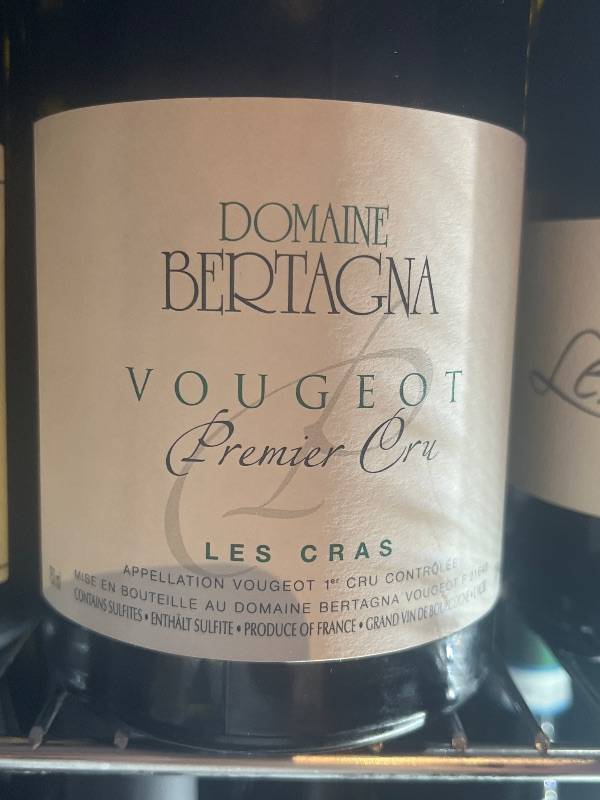 DOMAINE
BERTAGNA
VOUGEOT
Premier Cru
LES CRAS
APPELLATION VOUGEOT 1er CRU CONTRÔLÉE
MISE EN BOUTEILLE AU DOMAINE BERTAGNA VOUGEOT F
CONTAINS SULFITES • ENTHÄLT SULFITE • PRODUCE OF FRANCE • GRAND VIN DE BOURGOGNE